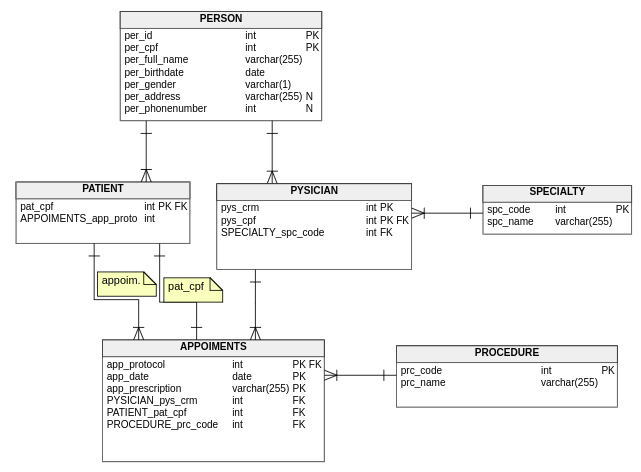 PERSON
per_id int PK
per_cpf int PK
per_full_name varchar(255)
per_birthdate date
per_gender varchar(1)
per_address varchar(255) N
per_phonenumber int N
PATIENT
pat_cpf int PK FK
APPOIMENTS_app_proto int
PYSICIAN
pys_crm int PK
pys_cpf int PK FK
SPECIALTY_spc_code int FK
SPECIALTY
spc_code int PK
spc_name varchar(255)
appoim.
pat_cpf
APPOIMENTS
app_protocol int PK FK
app_date date PK
app_prescription varchar(255) PK
PYSICIAN_pys_crm int FK
PATIENT_pat_cpf int FK
PROCEDURE_prc_code int FK
PROCEDURE
prc_code int PK
prc_name varchar(255)